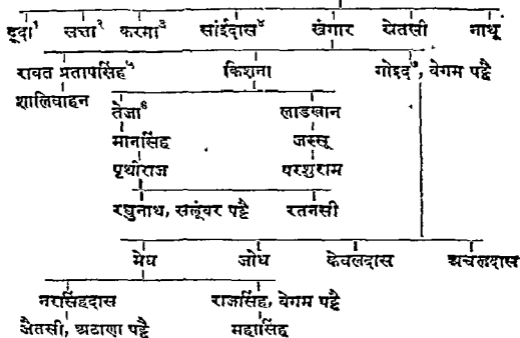 दूदा¹ सत्ता² करमा³ सांईदास⁴ खंगार खेतसी नाथू
रावत प्रतापसिंह⁵ किशना गोइंद⁷, वेगम पट्टै
शालिवाहन
तेजा⁶ लाडखान
मानसिंह जस्सू
पृथीराज परशुराम
रघुनाथ, सलूंवर पट्टै रतनसी
मेघ जोध केवलदास अचलदास
नरसिंहदास राजसिंह, वेगम पट्टै
जैतसी, अठाणा पट्टै महासिंह